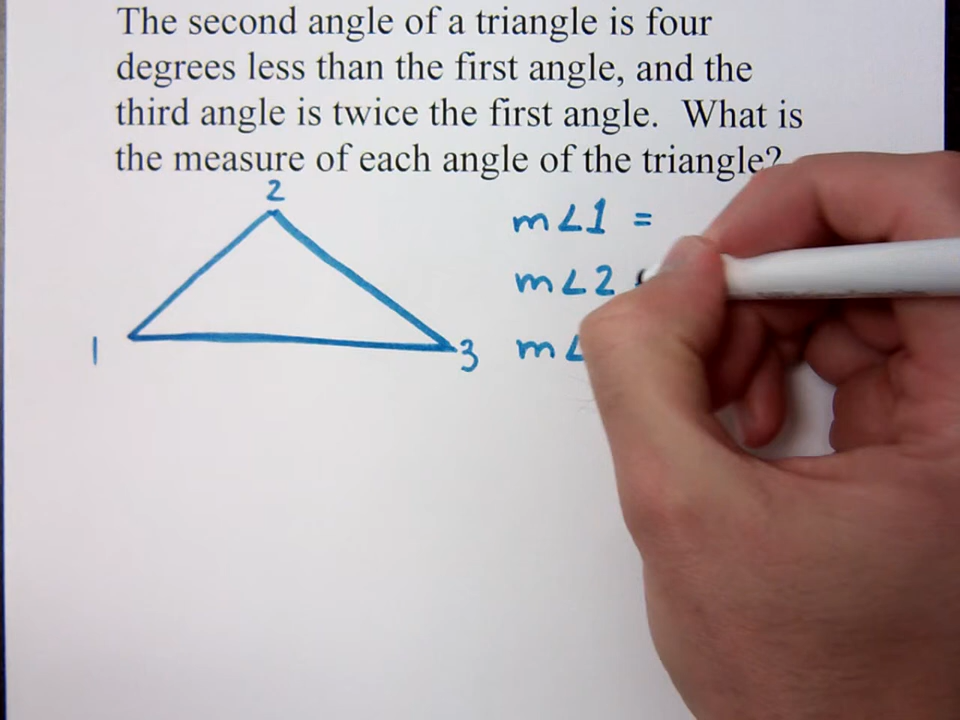 The second angle of a triangle is four
degrees less than the first angle, and the
third angle is twice the first angle. What is
the measure of each angle of the triangle?
2
1
3
m∠1 =
m∠2
m∠